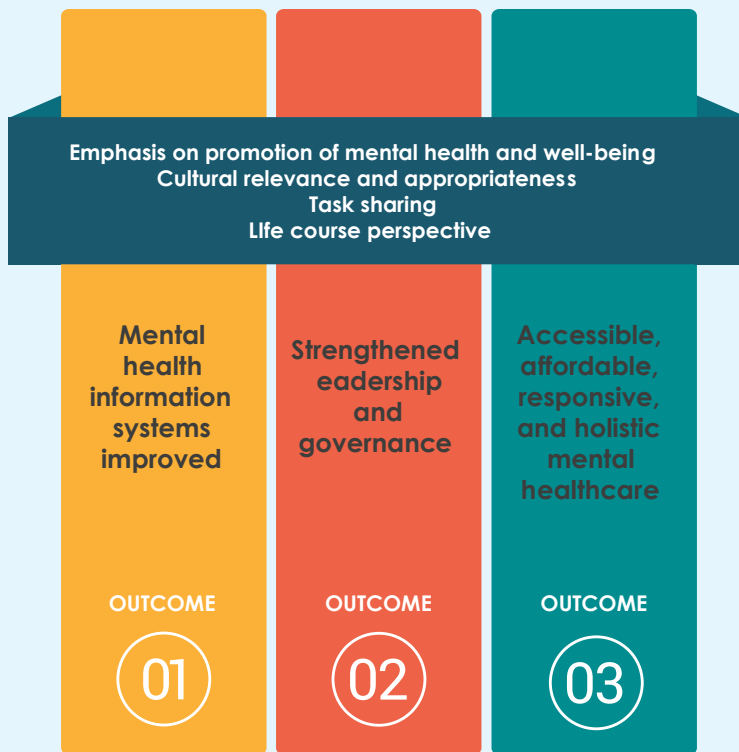 Emphasis on promotion of mental health and well-being
Cultural relevance and appropriateness
Task sharing
LIfe course perspective
Mental
health
information
systems
improved
OUTCOME
01
Strengthened
eadership
and
governance
OUTCOME
02
Accessible,
affordable,
responsive,
and holistic
mental
healthcare
OUTCOME
03